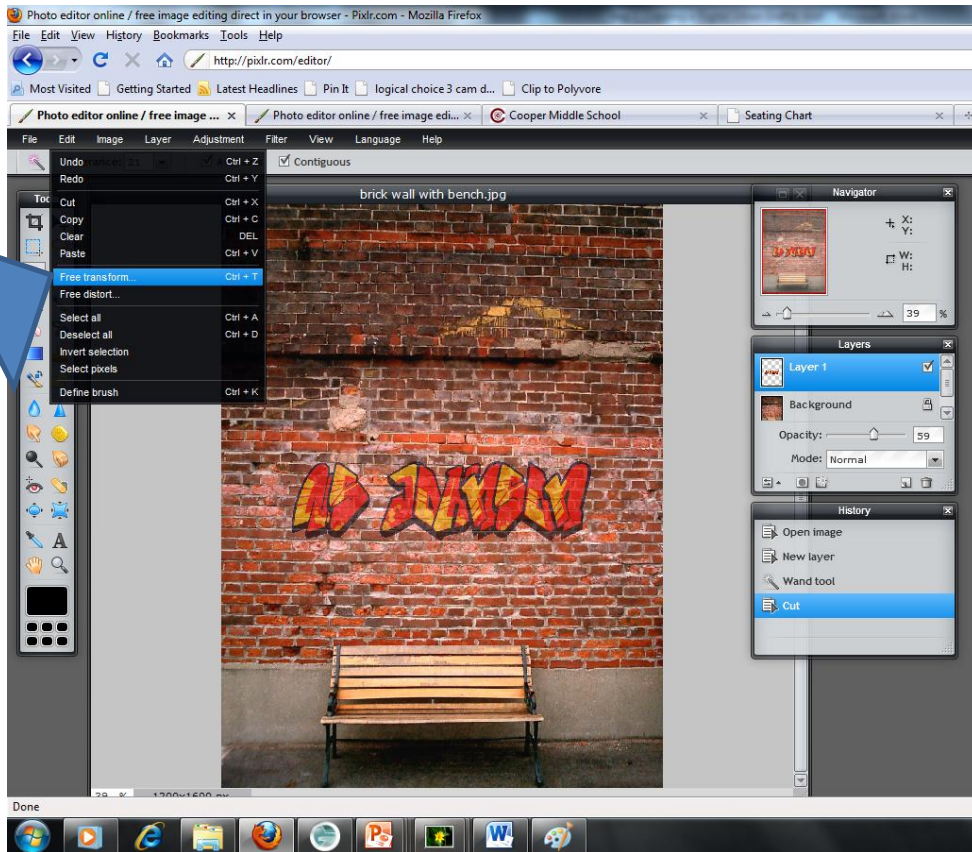 Photo editor online / free image editing direct in your browser - Pixlr.com - Mozilla Firefox
File Edit View History Bookmarks Tools Help
http://pixlr.com/editor/
Most Visited Getting Started Latest Headlines Pin It logical choice 3 cam d... Clip to Polyvore
Photo editor online / free image ... Photo editor online / free image edi... Cooper Middle School Seating Chart
File Edit Image Layer Adjustment Filter View Language Help
Contiguous
Undo Ctrl + Z
Redo Ctrl + Y
Cut Ctrl + X
Copy Ctrl + C
Clear DEL
Paste Ctrl + V
Free transform... Ctrl + T
Free distort...
Select all Ctrl + A
Deselect all Ctrl + D
Invert selection
Select pixels
Define brush Ctrl + K
brick wall with bench.jpg
Navigator
X:
Y:
W:
H:
39 %
Layers
Layer 1
Background
Opacity: 59
Mode: Normal
History
Open image
New layer
Wand tool
Cut
39 % 1200x1600 px
Done